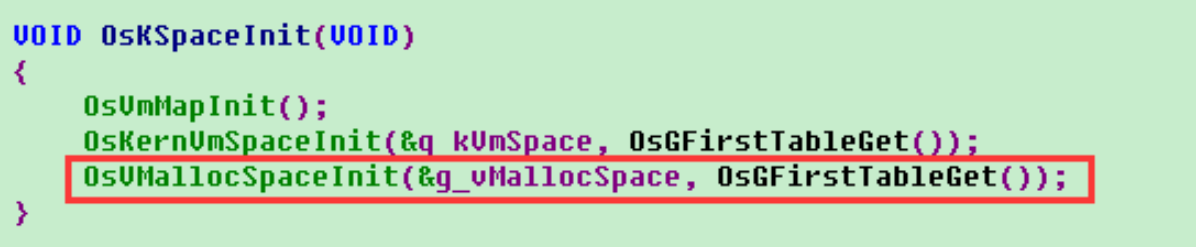 VOID OsKSpaceInit(VOID)
{
OsVmMapInit();
OsKernVmSpaceInit(&g_kVmSpace, OsGFirstTableGet());
OsVMallocSpaceInit(&g_vMallocSpace, OsGFirstTableGet());
}